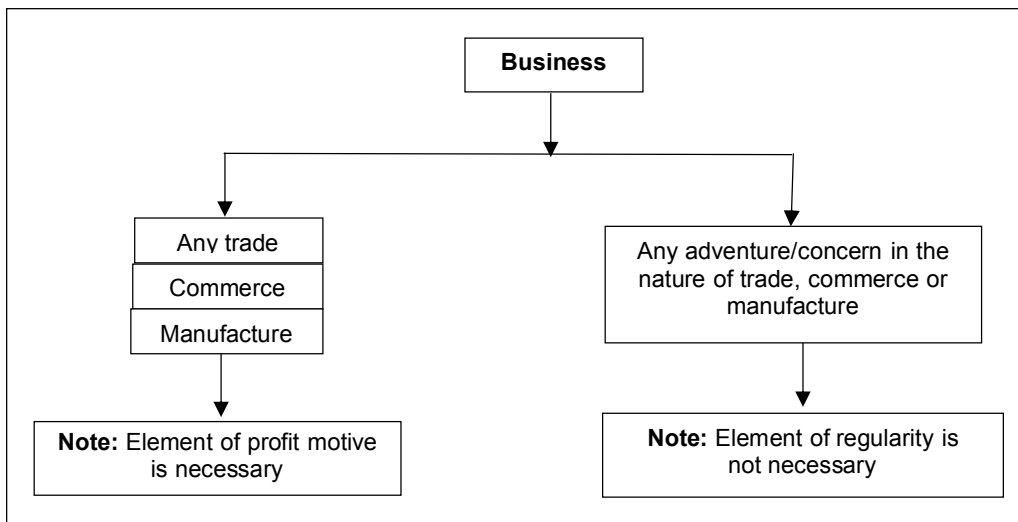 Business
Any trade
Commerce
Manufacture
Any adventure/concern in the
nature of trade, commerce or
manufacture
Note: Element of profit motive
is necessary
Note: Element of regularity is
not necessary